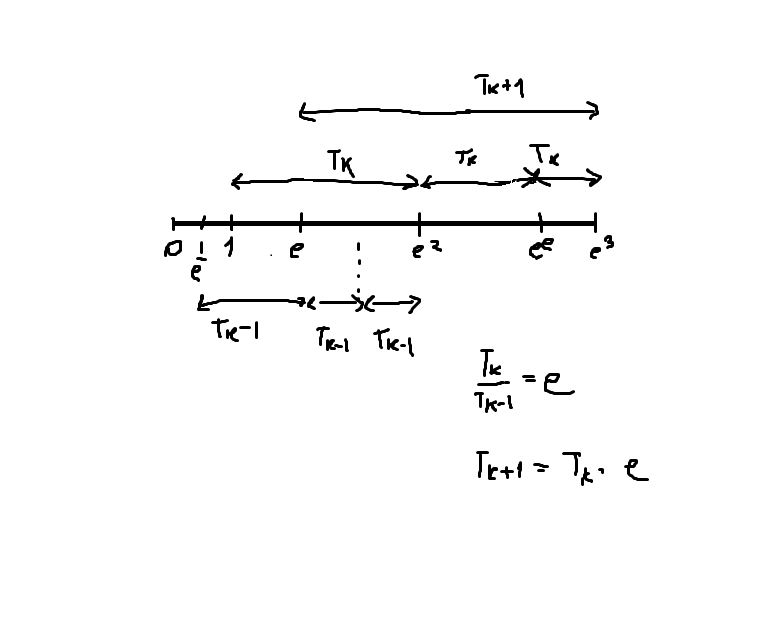 Tk+1
Tk Tk Tk
0 1/e 1 e e² eᵉ e³
Tk-1 Tk-1 Tk-1
Tk/Tk-1 = e
Tk+1 = Tk · e